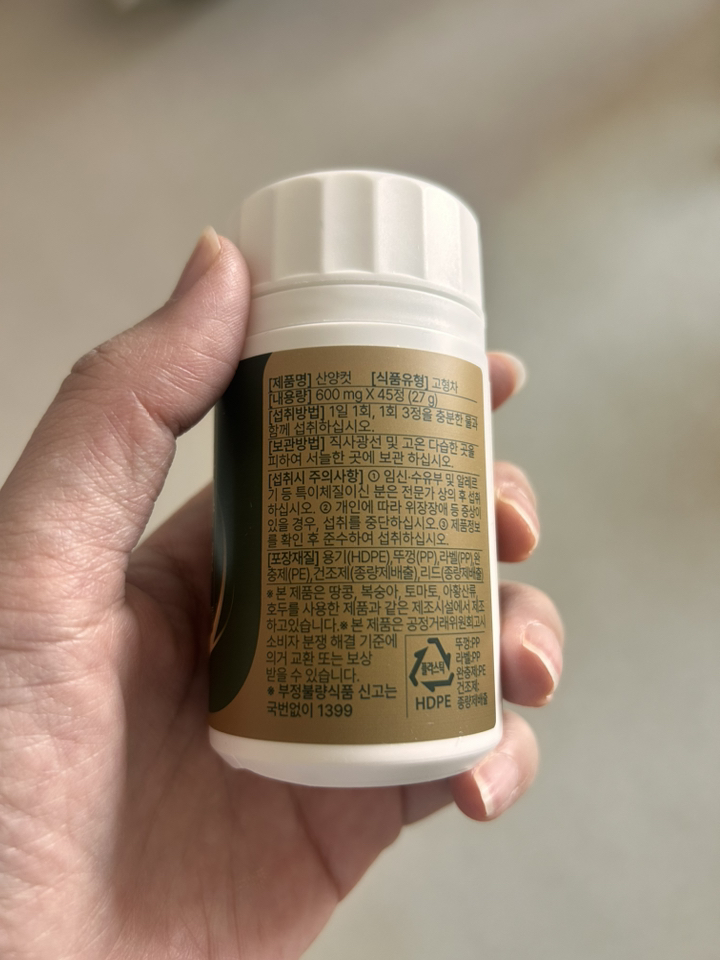 [제품명] 산양컷 [식품유형] 고형차
[내용량] 600 mg X 45정 (27 g)
[섭취방법] 1일 1회, 1회 3정을 충분한 물과
함께 섭취하십시오.
[보관방법] 직사광선 및 고온 다습한 곳을
피하여 서늘한 곳에 보관 하십시오.
[섭취시 주의사항] ① 임신·수유부 및 알레르
기 등 특이체질이신 분은 전문가 상의 후 섭취
하십시오. ② 개인에 따라 위장장애 등 증상이
있을 경우, 섭취를 중단하십시오.③ 제품정보
를 확인 후 준수하여 섭취하십시오.
[포장재질] 용기(HDPE),뚜껑(PP),라벨(PP),완
충제(PE),건조제(종량제배출),리드(종량제배출)
※본 제품은 땅콩, 복숭아, 토마토, 아황산류,
호두를 사용한 제품과 같은 제조시설에서 제조
하고있습니다.※본 제품은 공정거래위원회고시
소비자 분쟁 해결 기준에
의거 교환 또는 보상
받을 수 있습니다.
※ 부정불량식품 신고는
국번없이 1399
플라스틱
HDPE
뚜껑:PP
라벨:PP
완충제:PE
건조제:
종량제배출